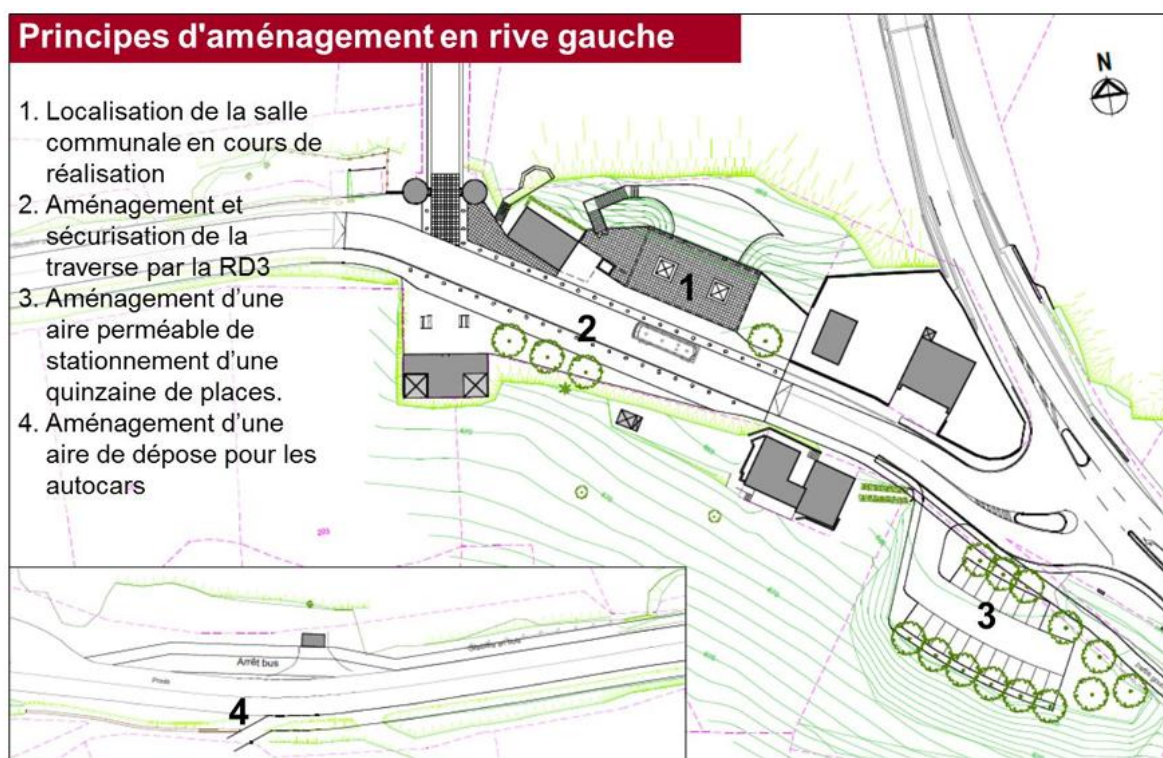 Principes d'aménagement en rive gauche
N
1. Localisation de la salle
communale en cours de
réalisation
2. Aménagement et
sécurisation de la
traverse par la RD3
3. Aménagement d'une
aire perméable de
stationnement d'une
quinzaine de places.
4. Aménagement d'une
aire de dépose pour les
autocars
1
2
3
Arrêt bus
4